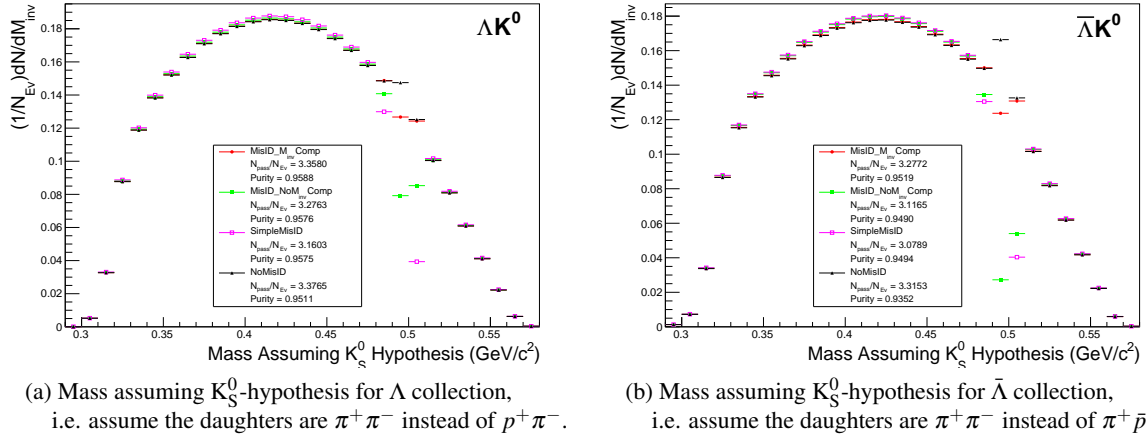 ΛK⁰
(1/N_Ev)dN/dM_inv
0.18
0.16
0.14
0.12
0.1
0.08
0.06
0.04
0.02
0
MisID_M_inv_Comp
N_pass/N_Ev = 3.3580
Purity = 0.9588
MisID_NoM_inv_Comp
N_pass/N_Ev = 3.2763
Purity = 0.9576
SimpleMisID
N_pass/N_Ev = 3.1603
Purity = 0.9575
NoMisID
N_pass/N_Ev = 3.3765
Purity = 0.9511
0.3 0.35 0.4 0.45 0.5 0.55
Mass Assuming K⁰_S Hypothesis (GeV/c²)
(a) Mass assuming K⁰_S-hypothesis for Λ collection,
i.e. assume the daughters are π⁺π⁻ instead of p⁺π⁻.
Λ̄K⁰
(1/N_Ev)dN/dM_inv
0.18
0.16
0.14
0.12
0.1
0.08
0.06
0.04
0.02
0
MisID_M_inv_Comp
N_pass/N_Ev = 3.2772
Purity = 0.9519
MisID_NoM_inv_Comp
N_pass/N_Ev = 3.1165
Purity = 0.9490
SimpleMisID
N_pass/N_Ev = 3.0789
Purity = 0.9494
NoMisID
N_pass/N_Ev = 3.3153
Purity = 0.9352
0.3 0.35 0.4 0.45 0.5 0.55
Mass Assuming K⁰_S Hypothesis (GeV/c²)
(b) Mass assuming K⁰_S-hypothesis for Λ̄ collection,
i.e. assume the daughters are π⁺π⁻ instead of π⁺p̄